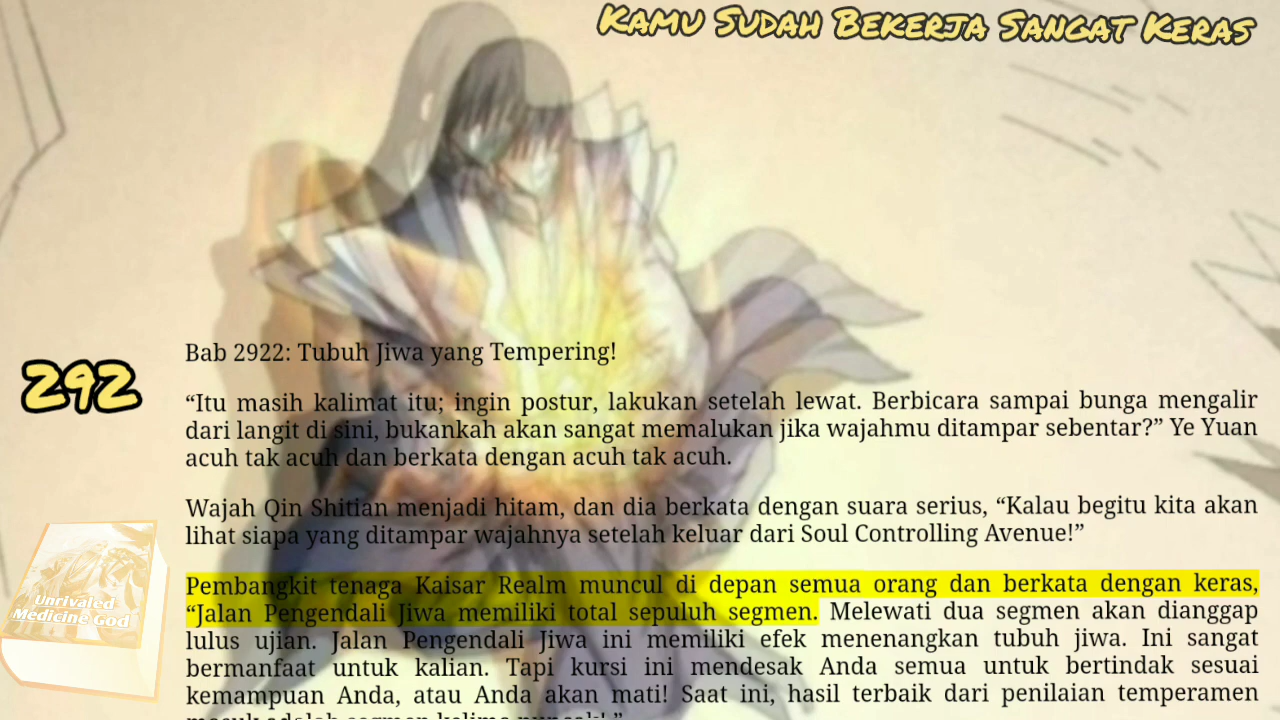 Kamu Sudah Bekerja Sangat Keras
Bab 2922: Tubuh Jiwa yang Tempering!
“Itu masih kalimat itu; ingin postur, lakukan setelah lewat. Berbicara sampai bunga mengalir
dari langit di sini, bukankah akan sangat memalukan jika wajahmu ditampar sebentar?” Ye Yuan
acuh tak acuh dan berkata dengan acuh tak acuh.
Wajah Qin Shitian menjadi hitam, dan dia berkata dengan suara serius, “Kalau begitu kita akan
lihat siapa yang ditampar wajahnya setelah keluar dari Soul Controlling Avenue!”
Pembangkit tenaga Kaisar Realm muncul di depan semua orang dan berkata dengan keras,
“Jalan Pengendali Jiwa memiliki total sepuluh segmen. Melewati dua segmen akan dianggap
lulus ujian. Jalan Pengendali Jiwa ini memiliki efek menenangkan tubuh jiwa. Ini sangat
bermanfaat untuk kalian. Tapi kursi ini mendesak Anda semua untuk bertindak sesuai
kemampuan Anda, atau Anda akan mati! Saat ini, hasil terbaik dari penilaian temperamen
292
Unrivaled
Medicine God